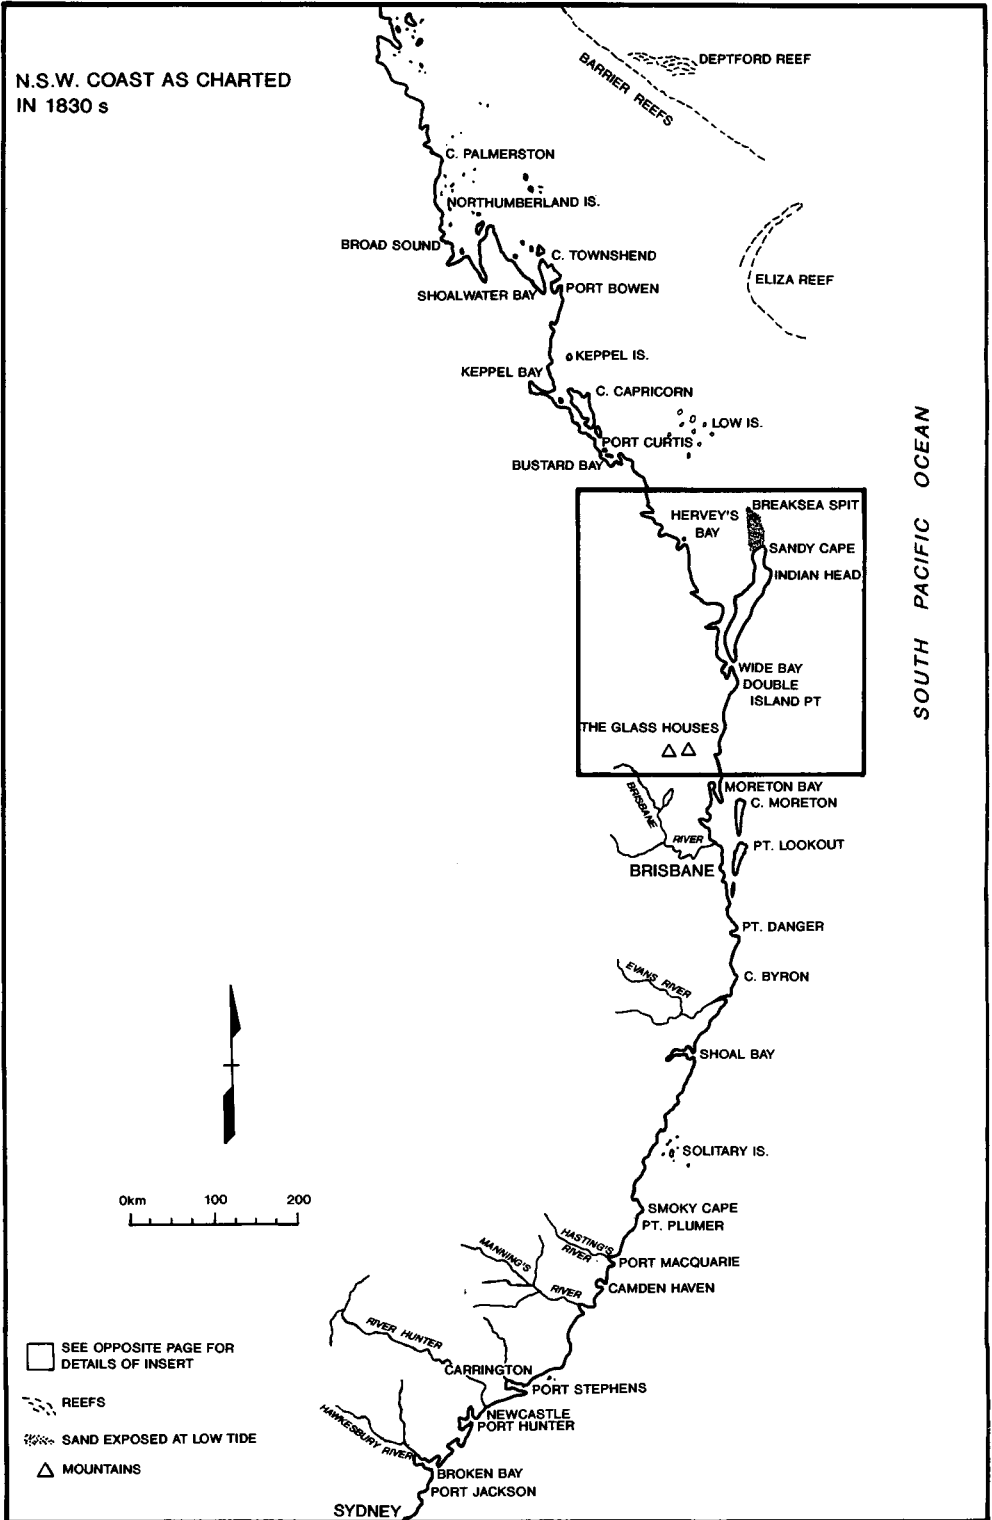 N.S.W. COAST AS CHARTED
IN 1830 s
DEPTFORD REEF
BARRIER REEFS
C. PALMERSTON
NORTHUMBERLAND IS.
BROAD SOUND
C. TOWNSHEND
SHOALWATER BAY
PORT BOWEN
ELIZA REEF
KEPPEL IS.
KEPPEL BAY
C. CAPRICORN
LOW IS.
PORT CURTIS
BUSTARD BAY
SOUTH PACIFIC OCEAN
BREAKSEA SPIT
HERVEY'S
BAY
SANDY CAPE
INDIAN HEAD
WIDE BAY
DOUBLE
ISLAND PT
THE GLASS HOUSES
MORETON BAY
C. MORETON
BRISBANE
RIVER
PT. LOOKOUT
BRISBANE
PT. DANGER
EVANS RIVER
C. BYRON
SHOAL BAY
SOLITARY IS.
0km 100 200
SMOKY CAPE
PT. PLUMER
HASTING'S
RIVER
MANNING'S
RIVER
PORT MACQUARIE
CAMDEN HAVEN
RIVER HUNTER
CARRINGTON
PORT STEPHENS
NEWCASTLE
PORT HUNTER
HAWKESBURY RIVER
BROKEN BAY
PORT JACKSON
SYDNEY
SEE OPPOSITE PAGE FOR
DETAILS OF INSERT
REEFS
SAND EXPOSED AT LOW TIDE
MOUNTAINS